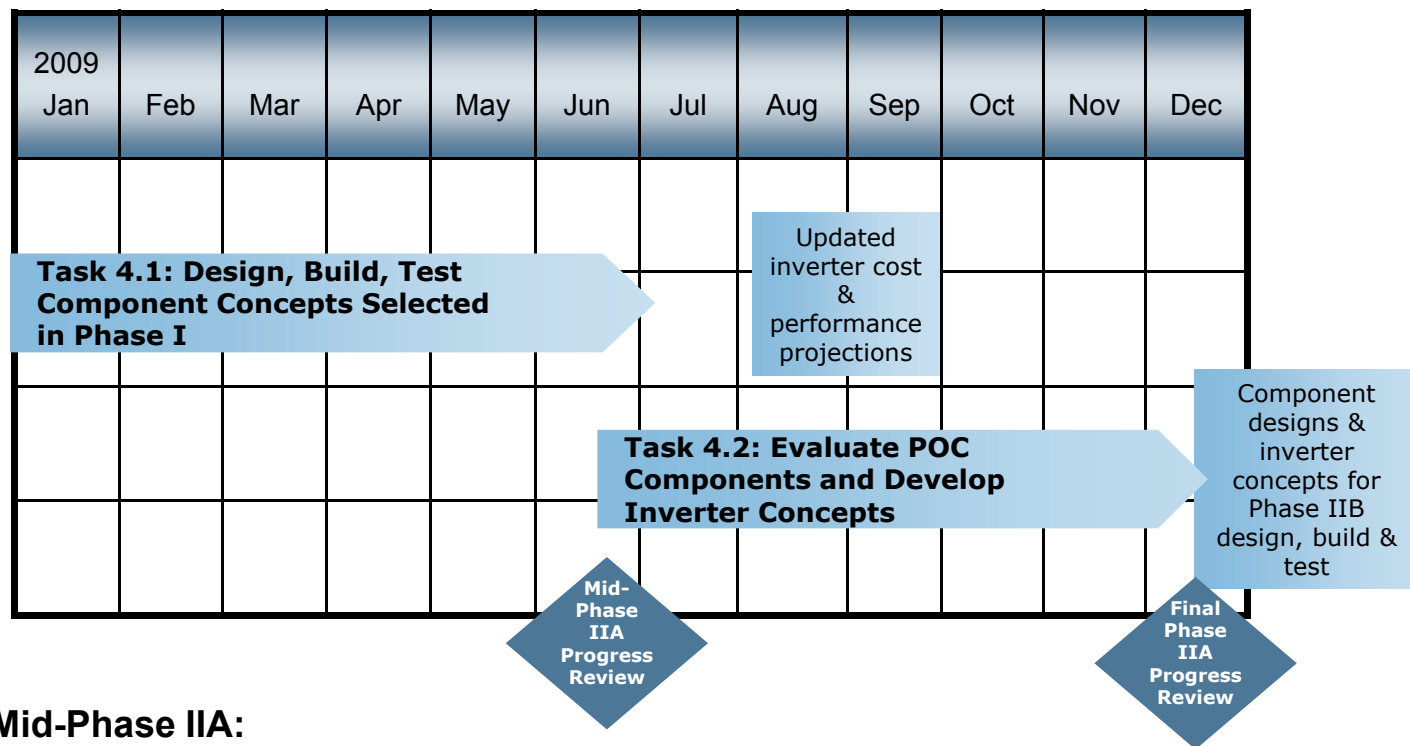 2009
Jan Feb Mar Apr May Jun Jul Aug Sep Oct Nov Dec
Updated
inverter cost
&
performance
projections
Task 4.1: Design, Build, Test
Component Concepts Selected
in Phase I
Component
designs &
inverter
concepts for
Phase IIB
design, build &
test
Task 4.2: Evaluate POC
Components and Develop
Inverter Concepts
Mid-
Phase
IIA
Progress
Review
Final
Phase
IIA
Progress
Review
Mid-Phase IIA: